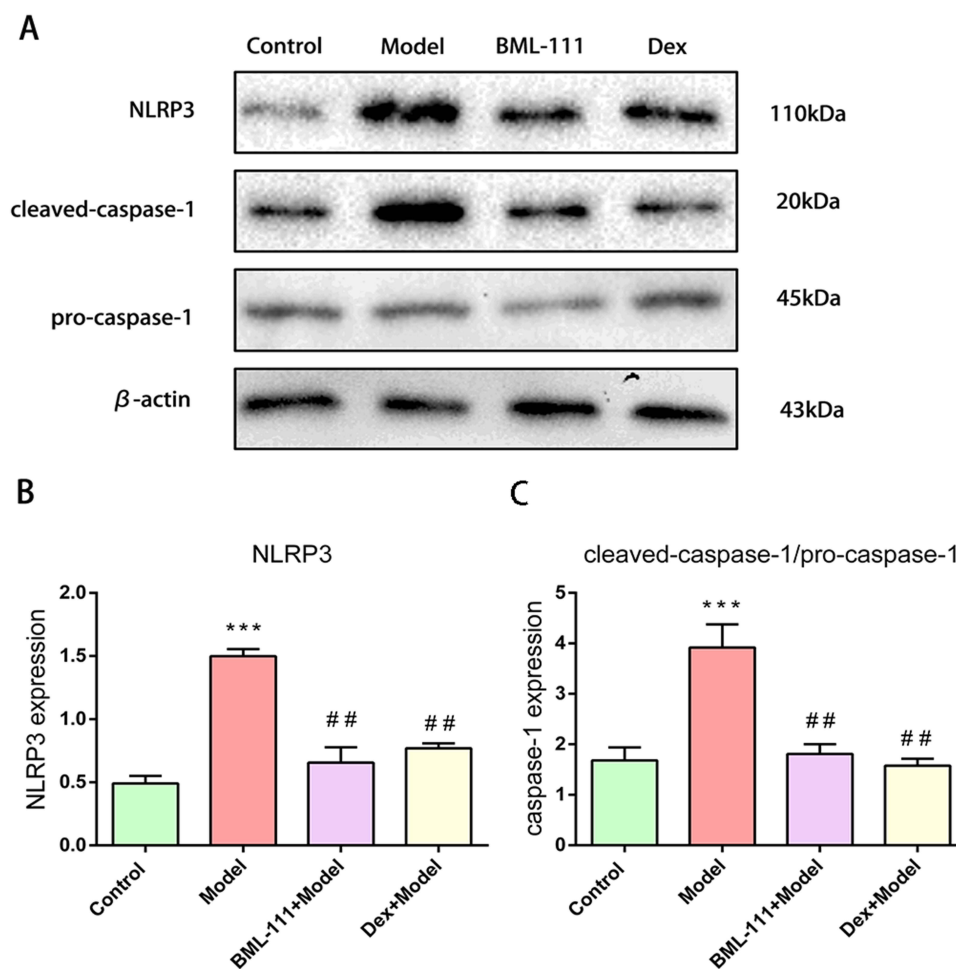 A
Control Model BML-111 Dex
NLRP3 110kDa
cleaved-caspase-1 20kDa
pro-caspase-1 45kDa
β-actin 43kDa
B
C
NLRP3
NLRP3 expression
2.0
1.5
1.0
0.5
0.0
***
##
##
Control
Model
BML-111+Model
Dex+Model
cleaved-caspase-1/pro-caspase-1
caspase-1 expression
5
4
3
2
1
0
***
##
##
Control
Model
BML-111+Model
Dex+Model